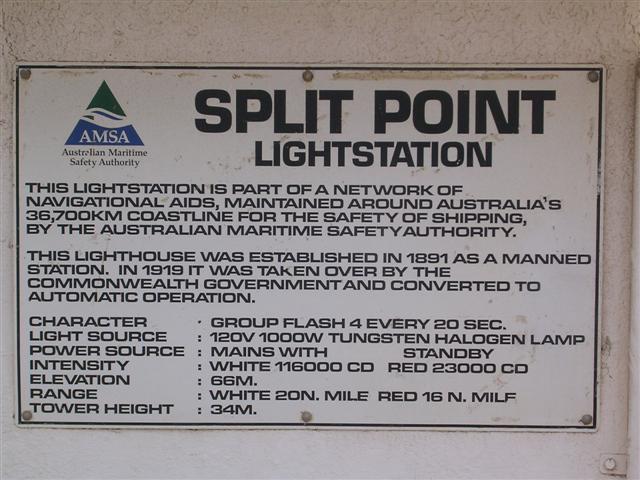 SPLIT POINT
LIGHTSTATION
AMSA
Australian Maritime
Safety Authority
THIS LIGHTSTATION IS PART OF A NETWORK OF
NAVIGATIONAL AIDS, MAINTAINED AROUND AUSTRALIA'S
36,700KM COASTLINE FOR THE SAFETY OF SHIPPING,
BY THE AUSTRALIAN MARITIME SAFETY AUTHORITY.
THIS LIGHTHOUSE WAS ESTABLISHED IN 1891 AS A MANNED
STATION. IN 1919 IT WAS TAKEN OVER BY THE
COMMONWEALTH GOVERNMENT AND CONVERTED TO
AUTOMATIC OPERATION.
CHARACTER : GROUP FLASH 4 EVERY 20 SEC.
LIGHT SOURCE : 120V 1000W TUNGSTEN HALOGEN LAMP
POWER SOURCE : MAINS WITH STANDBY
INTENSITY : WHITE 116000 CD RED 23000 CD
ELEVATION : 66M.
RANGE : WHITE 20N. MILE RED 16 N. MILE
TOWER HEIGHT : 34M.